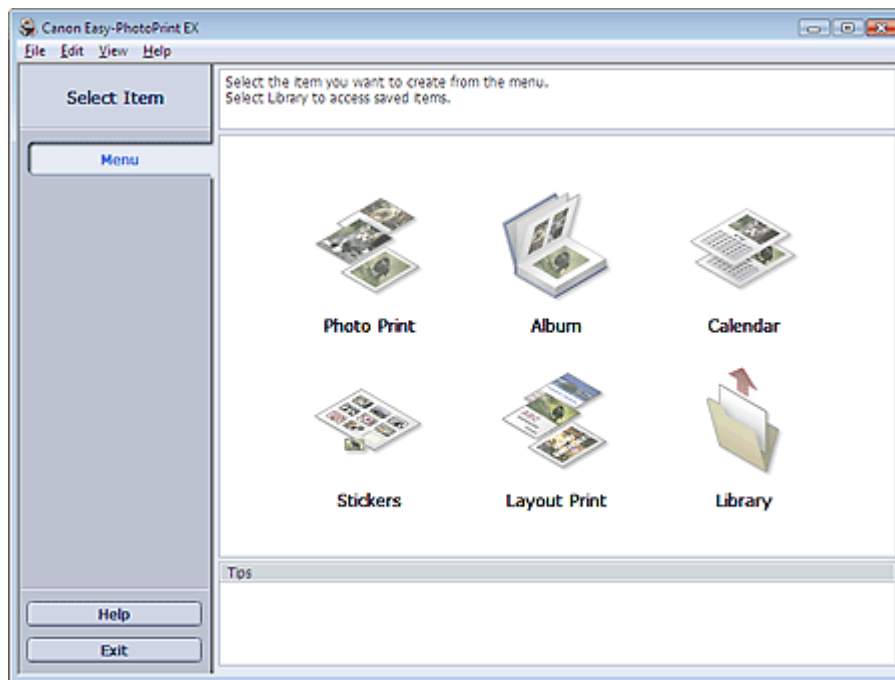 Canon Easy-PhotoPrint EX
File Edit View Help
Select Item
Select the item you want to create from the menu.
Select Library to access saved items.
Menu
Photo Print
Album
Calendar
Stickers
Layout Print
Library
Tips
Help
Exit